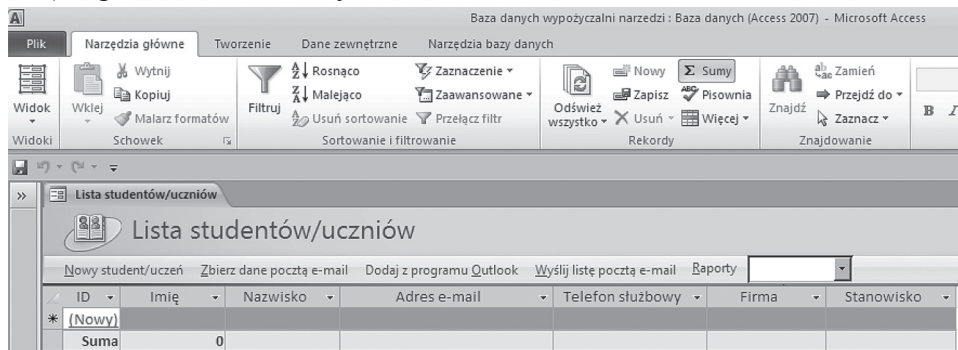 A
Baza danych wypożyczalni narzedzi : Baza danych (Access 2007) - Microsoft Access
Plik Narzędzia główne Tworzenie Dane zewnętrzne Narzędzia bazy danych
Wytnij Rosnąco Zaznaczenie Nowy Σ Sumy Zamień
Kopiuj Malejąco Zaawansowane Zapisz Pisownia Przejdź do
Widok Wklej Malarz formatów Filtruj Usuń sortowanie Przełącz filtr Odśwież wszystko Usuń Więcej Znajdź Zaznacz B I
Widoki Schowek Sortowanie i filtrowanie Rekordy Znajdowanie
Lista studentów/uczniów
Lista studentów/uczniów
Nowy student/uczeń Zbierz dane pocztą e-mail Dodaj z programu Outlook Wyślij listę pocztą e-mail Raporty
ID Imię Nazwisko Adres e-mail Telefon służbowy Firma Stanowisko
* (Nowy)
Suma 0